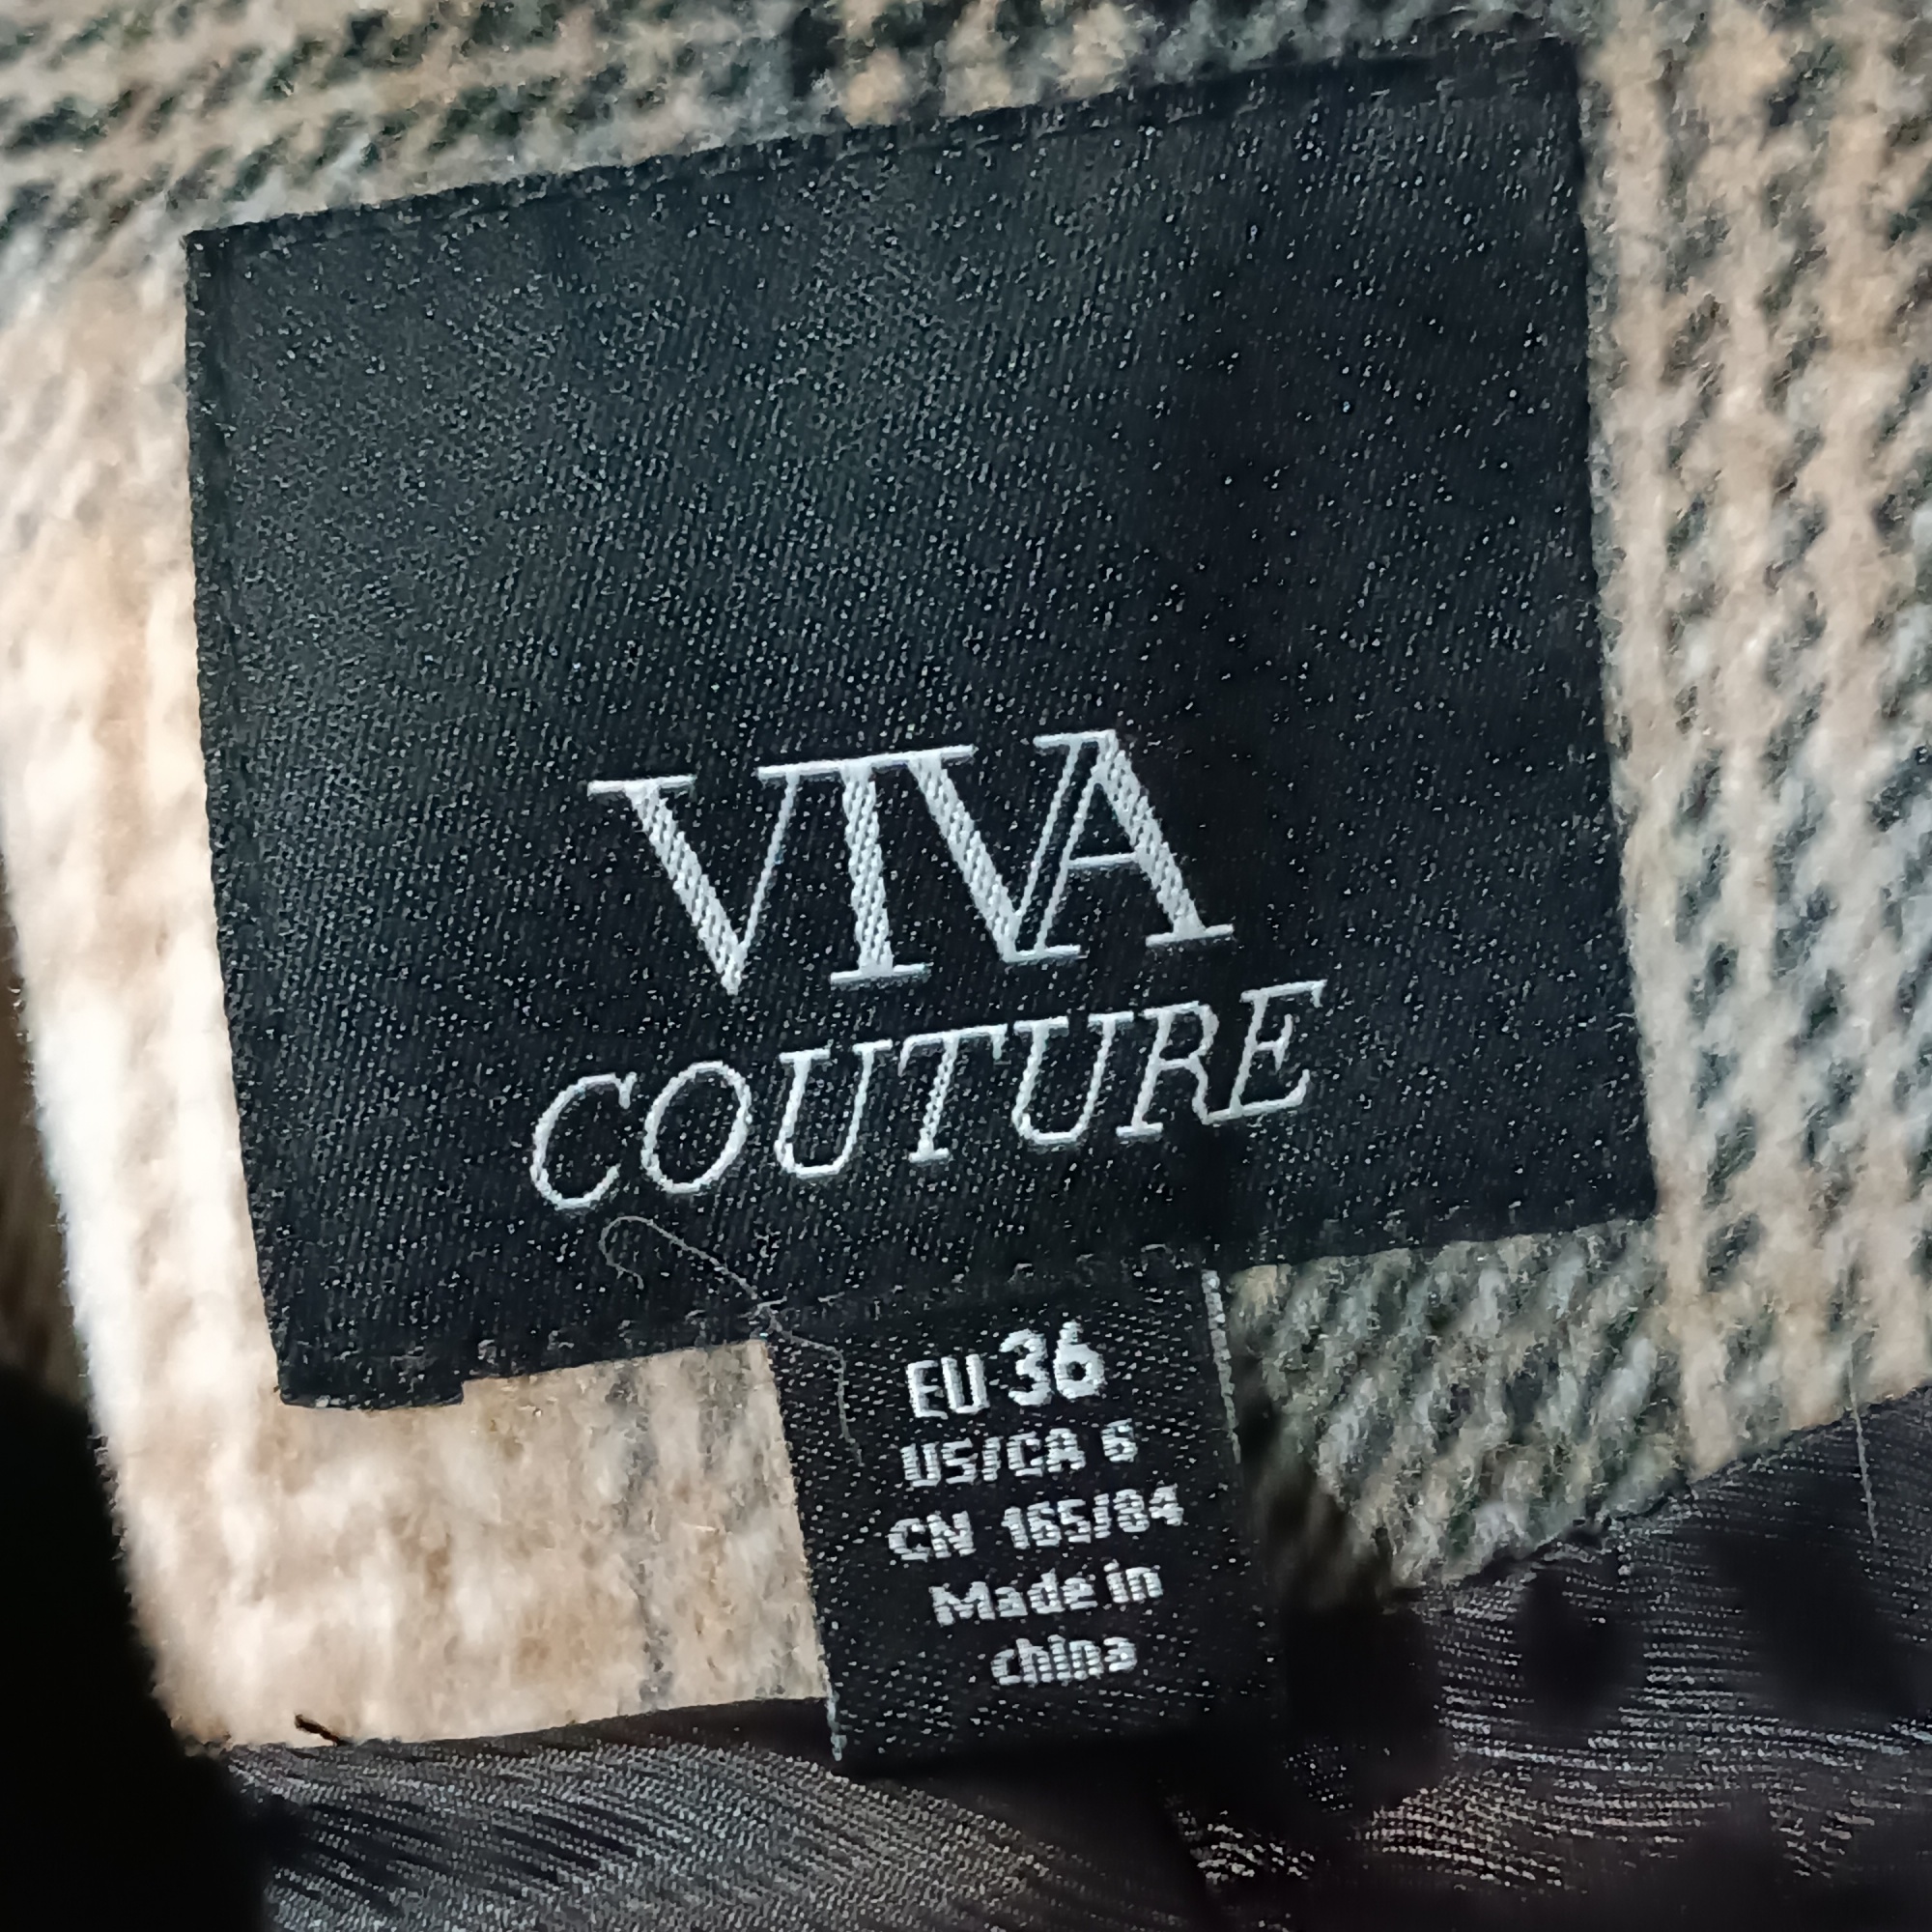 VIVA
COUTURE
EU 36
US/CA 6
CN 165/84
Made in
china